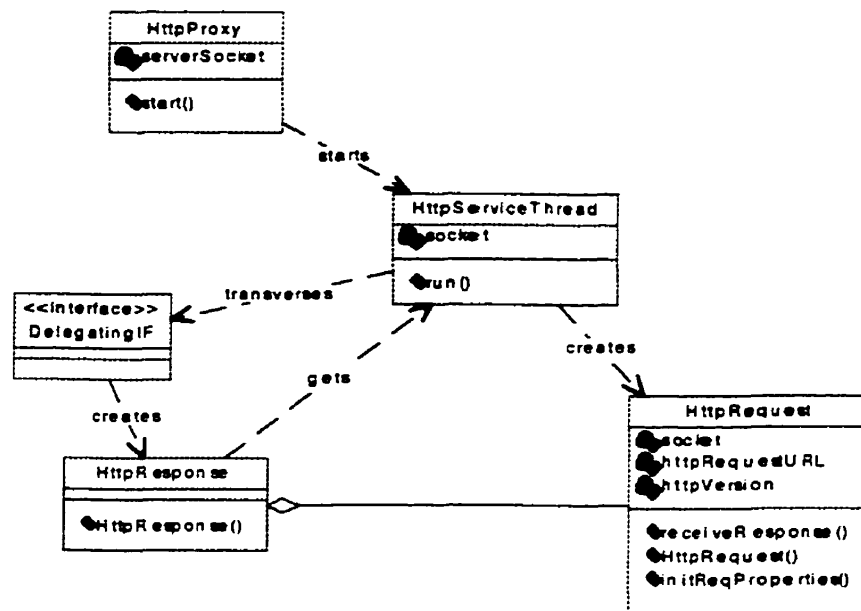 HttpProxy
serverSocket
start()
starts
HttpServiceThread
socket
run()
transverses
<<Interface>>
DelegatingIF
gets
creates
creates
HttpRequest
socket
httpRequestURL
httpVersion
receiveResponse()
HttpRequest()
initReqProperties()
HttpResponse
HttpResponse()